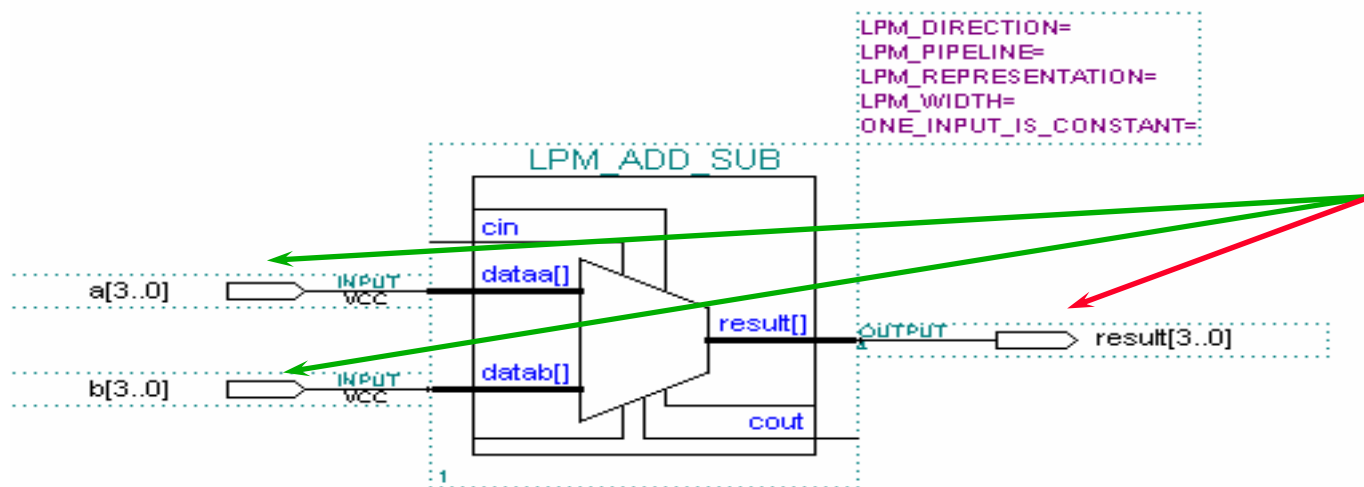 LPM_DIRECTION=
LPM_PIPELINE=
LPM_REPRESENTATION=
LPM_WIDTH=
ONE_INPUT_IS_CONSTANT=
LPM_ADD_SUB
cin
a[3..0] INPUT VCC dataa[]
result[] OUTPUT result[3..0]
b[3..0] INPUT VCC datab[]
cout
1